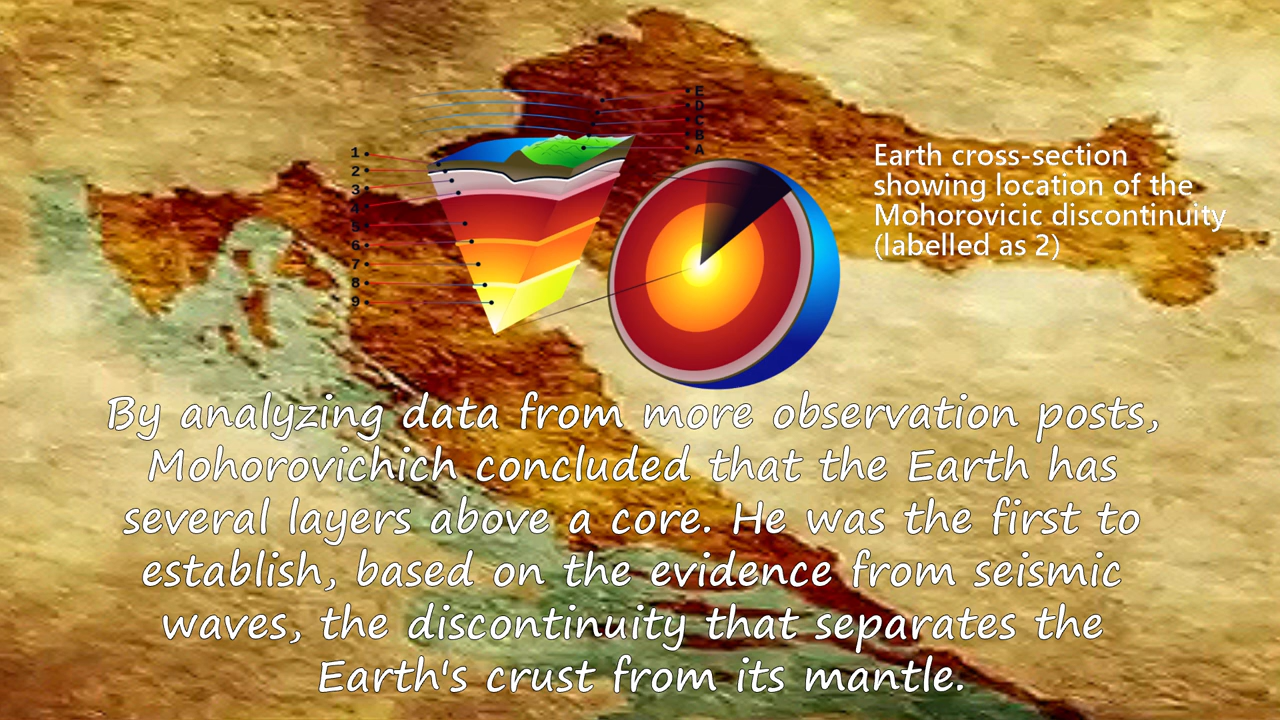 E
D
C
B
A
1
2
3
4
5
6
7
8
9
Earth cross-section
showing location of the
Mohorovicic discontinuity
(labelled as 2)
By analyzing data from more observation posts,
Mohorovichich concluded that the Earth has
several layers above a core. He was the first to
establish, based on the evidence from seismic
waves, the discontinuity that separates the
Earth's crust from its mantle.